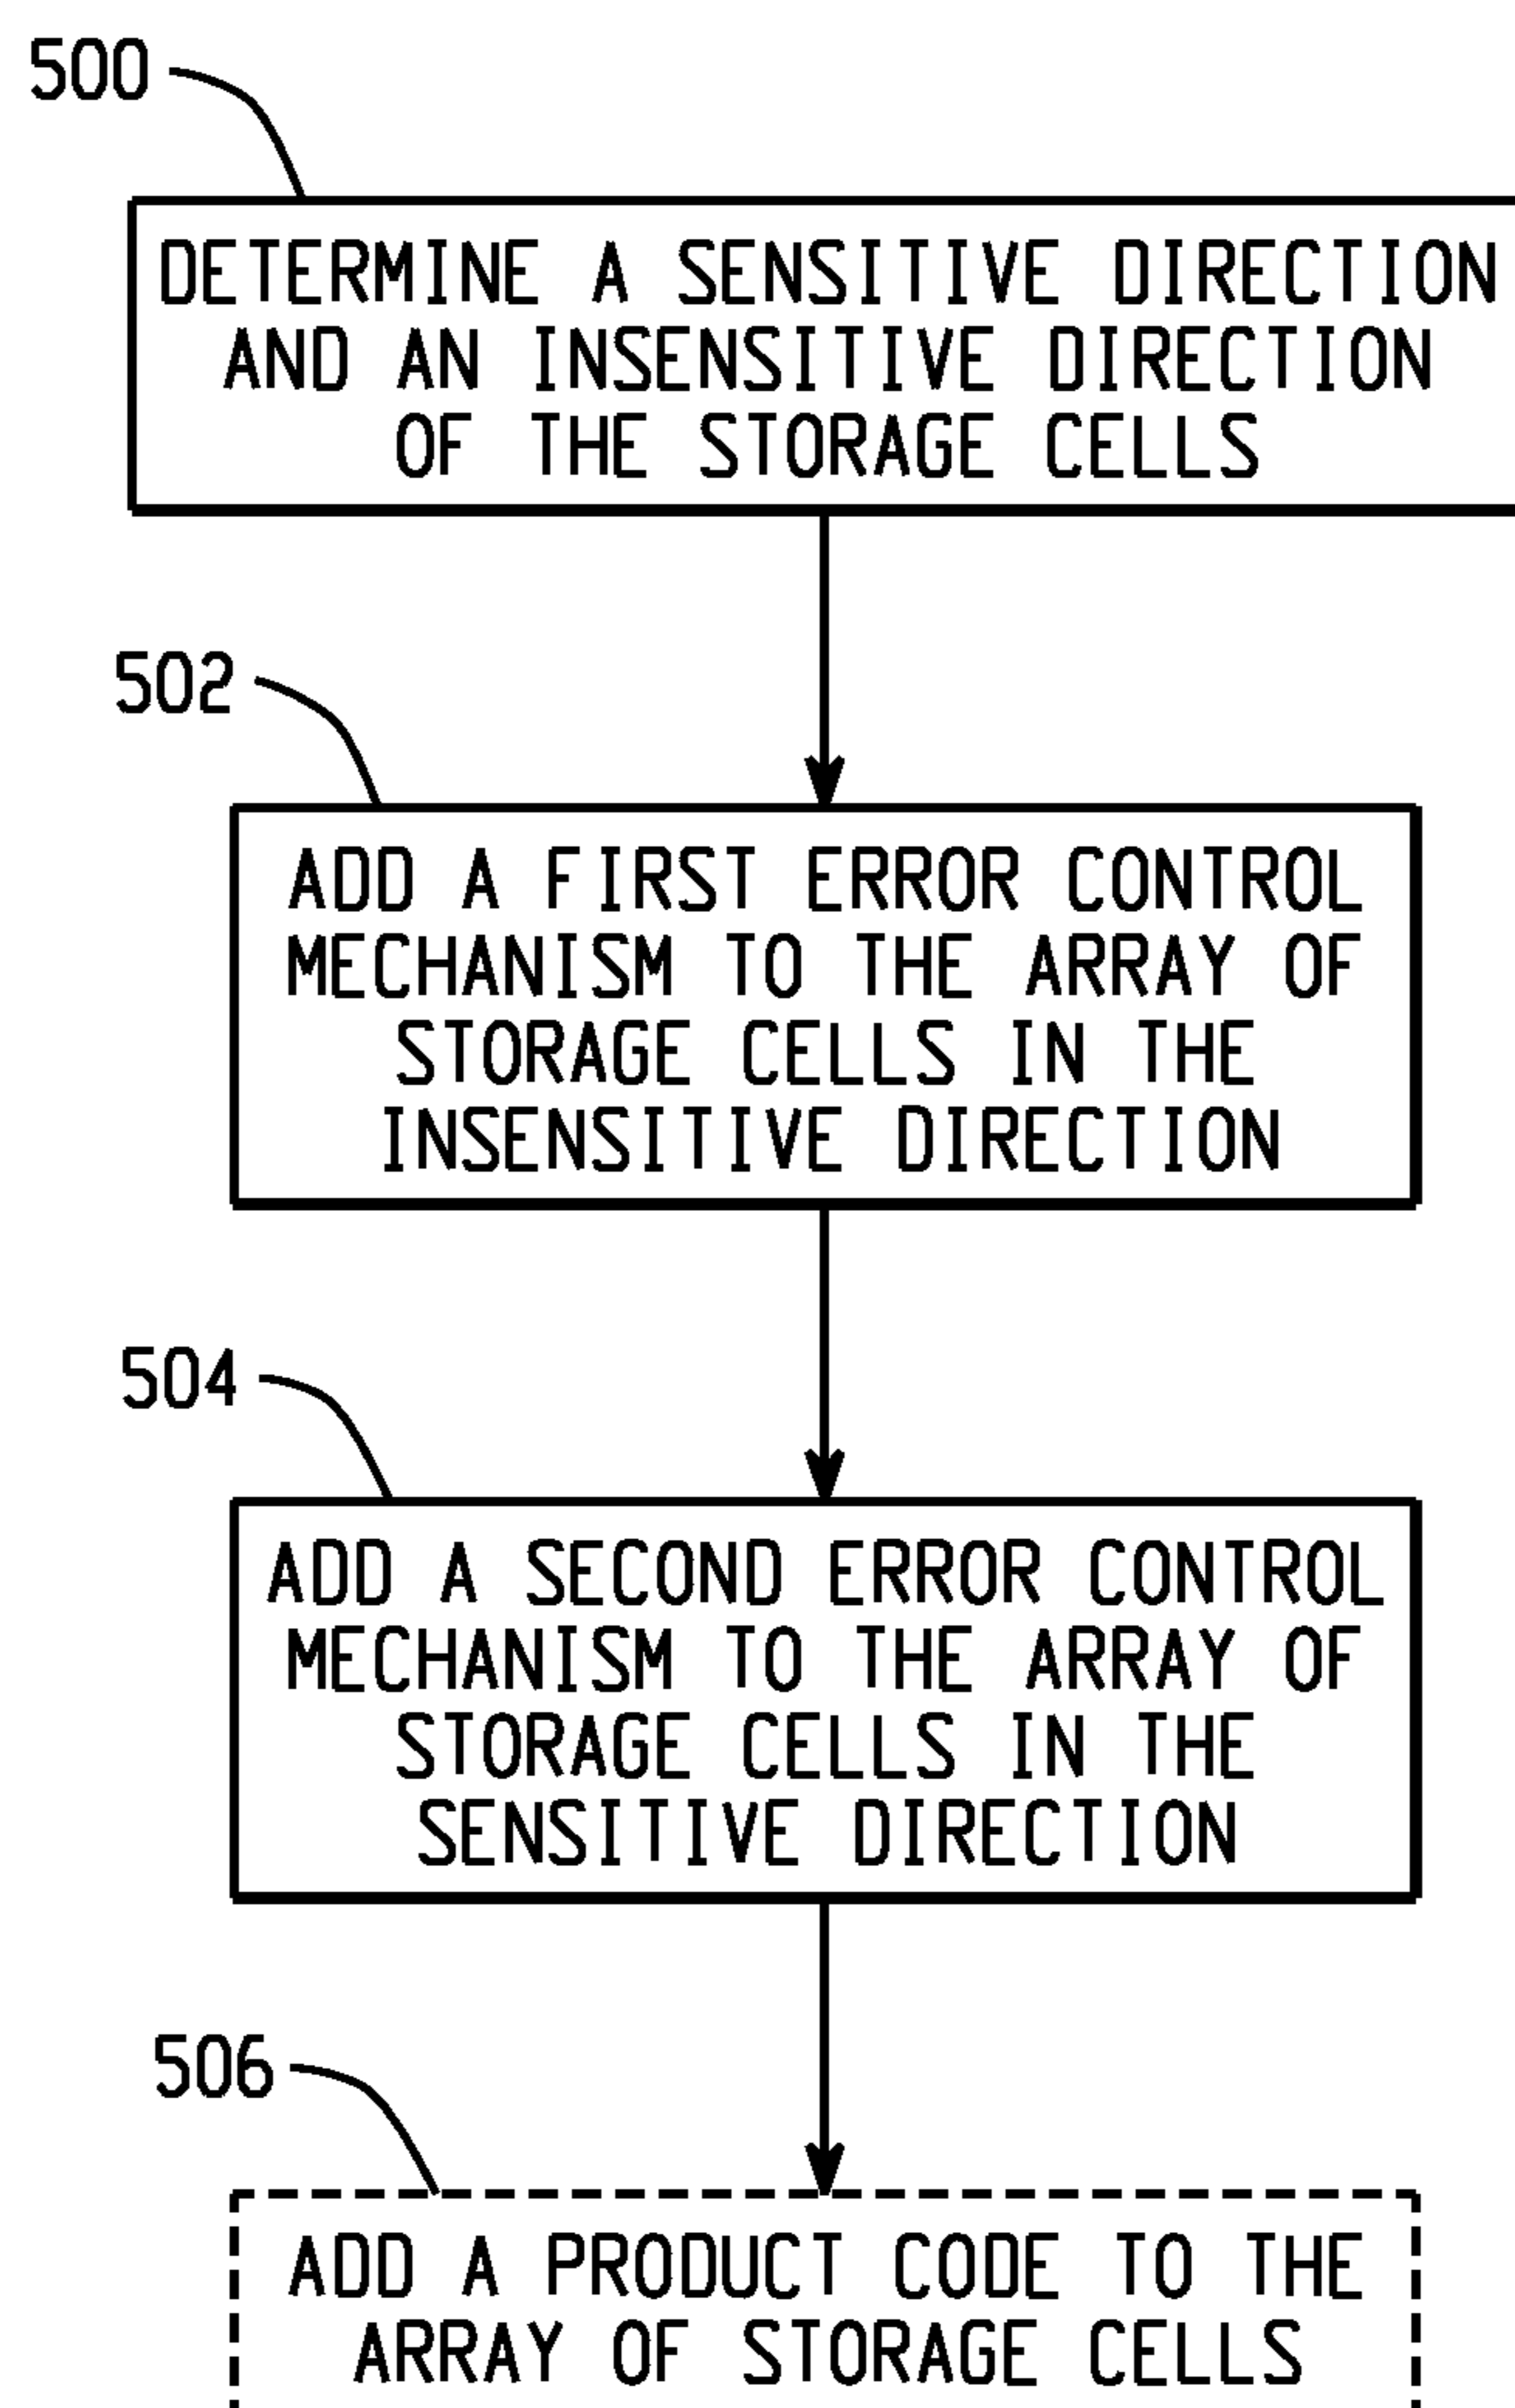 500
DETERMINE A SENSITIVE DIRECTION
AND AN INSENSITIVE DIRECTION
OF THE STORAGE CELLS
502
ADD A FIRST ERROR CONTROL
MECHANISM TO THE ARRAY OF
STORAGE CELLS IN THE
INSENSITIVE DIRECTION
504
ADD A SECOND ERROR CONTROL
MECHANISM TO THE ARRAY OF
STORAGE CELLS IN THE
SENSITIVE DIRECTION
506
ADD A PRODUCT CODE TO THE
ARRAY OF STORAGE CELLS